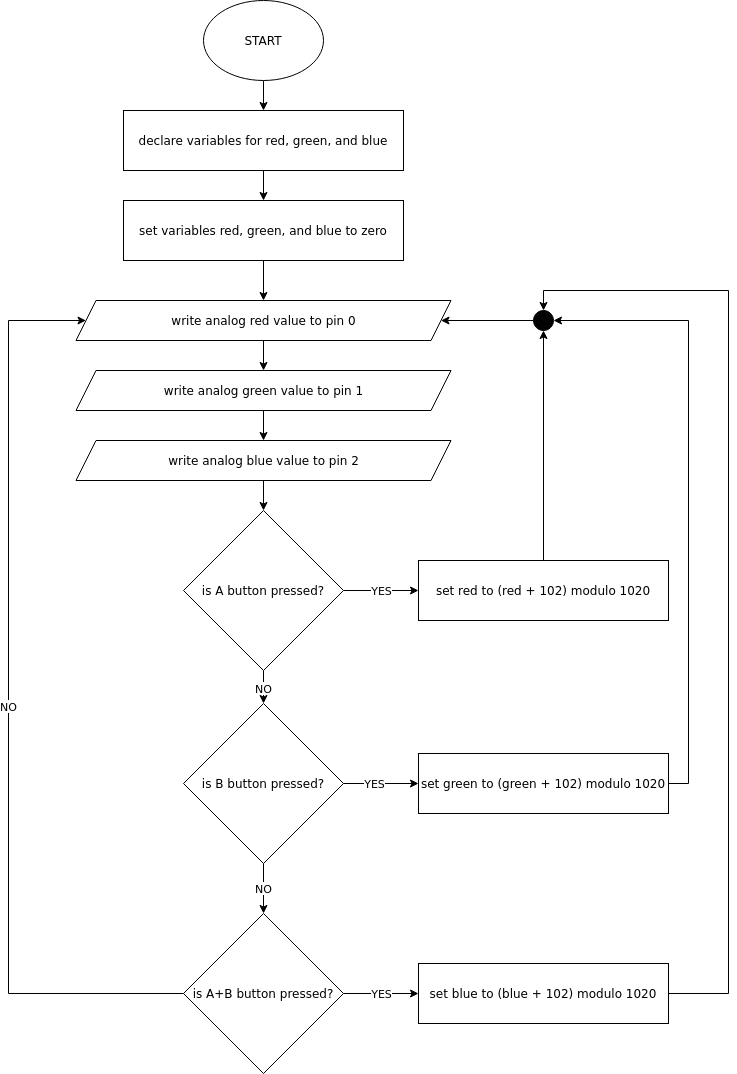 START
declare variables for red, green, and blue
set variables red, green, and blue to zero
write analog red value to pin 0
write analog green value to pin 1
write analog blue value to pin 2
is A button pressed?
YES
set red to (red + 102) modulo 1020
NO
NO
is B button pressed?
YES
set green to (green + 102) modulo 1020
NO
is A+B button pressed?
YES
set blue to (blue + 102) modulo 1020